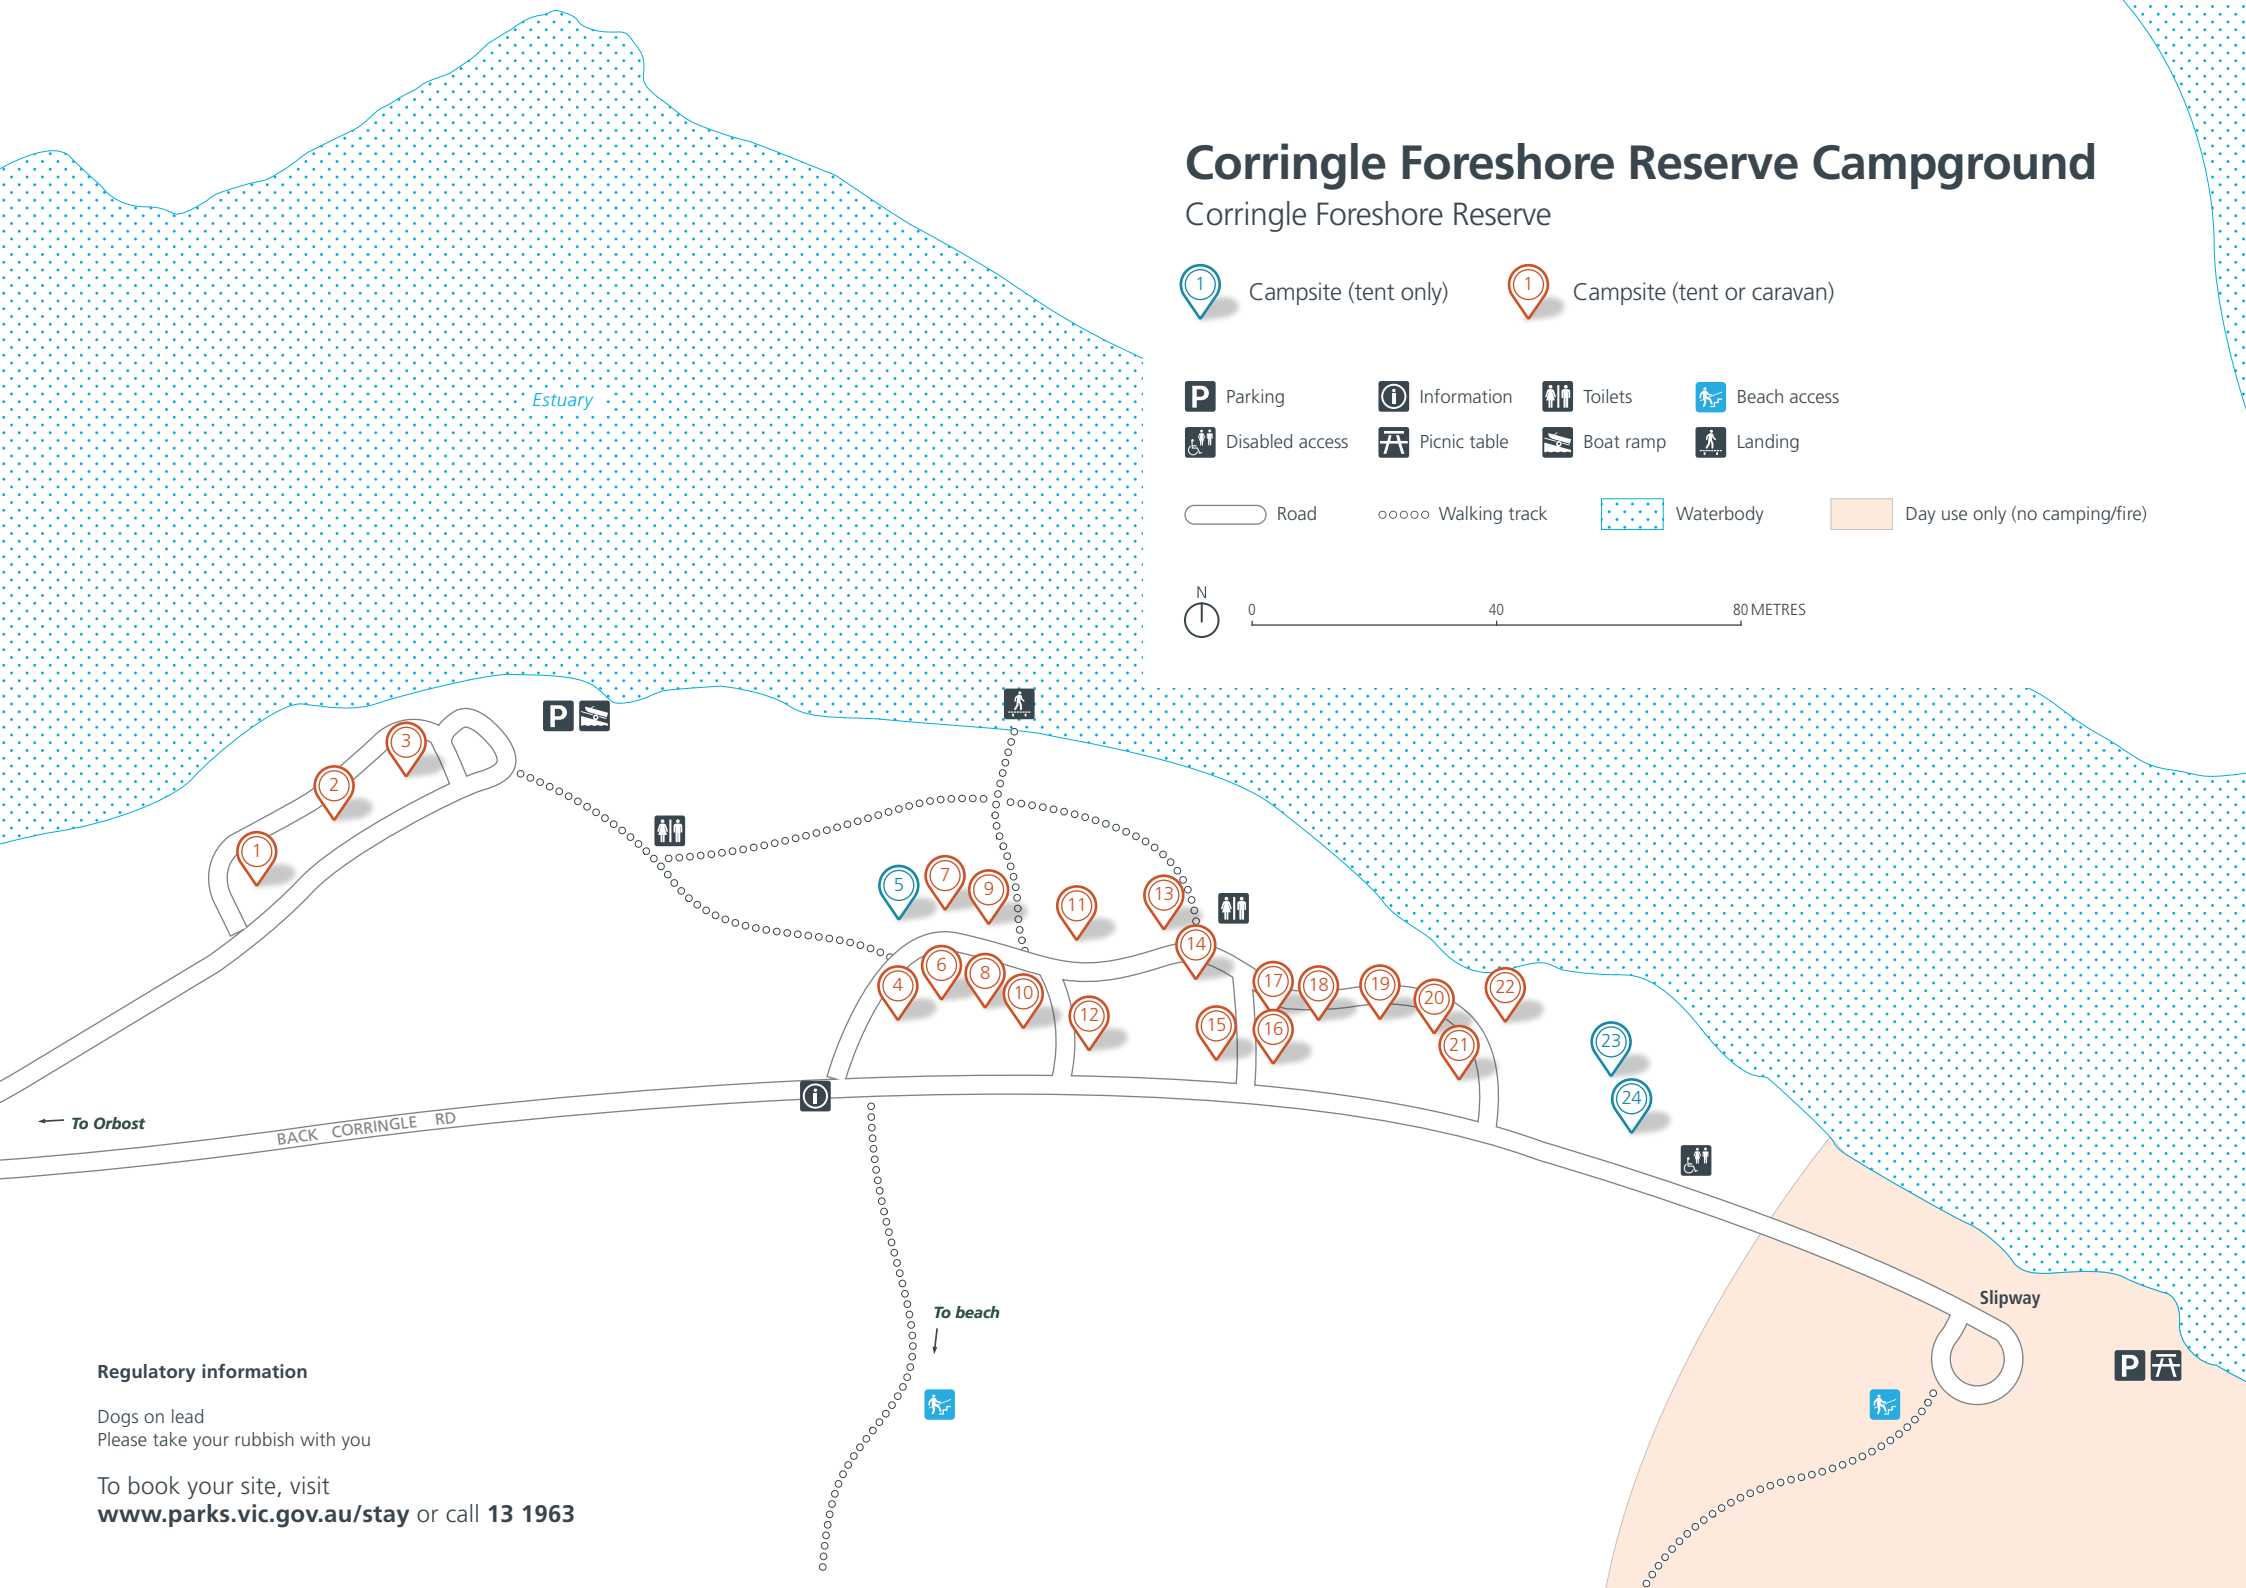 Corringle Foreshore Reserve Campground
Corringle Foreshore Reserve
1 Campsite (tent only)
1 Campsite (tent or caravan)
P Parking
Information
Toilets
Beach access
Disabled access
Picnic table
Boat ramp
Landing
Road
Walking track
Waterbody
Day use only (no camping/fire)
N
0 40 80 METRES
Estuary
P
3
2
1
5
7
9
11
13
14
4
6
8
10
12
15
16
17
18
19
20
21
22
23
24
To Orbost
BACK CORRINGLE RD
To beach
Slipway
P
Regulatory information
Dogs on lead
Please take your rubbish with you
To book your site, visit
www.parks.vic.gov.au/stay or call 13 1963